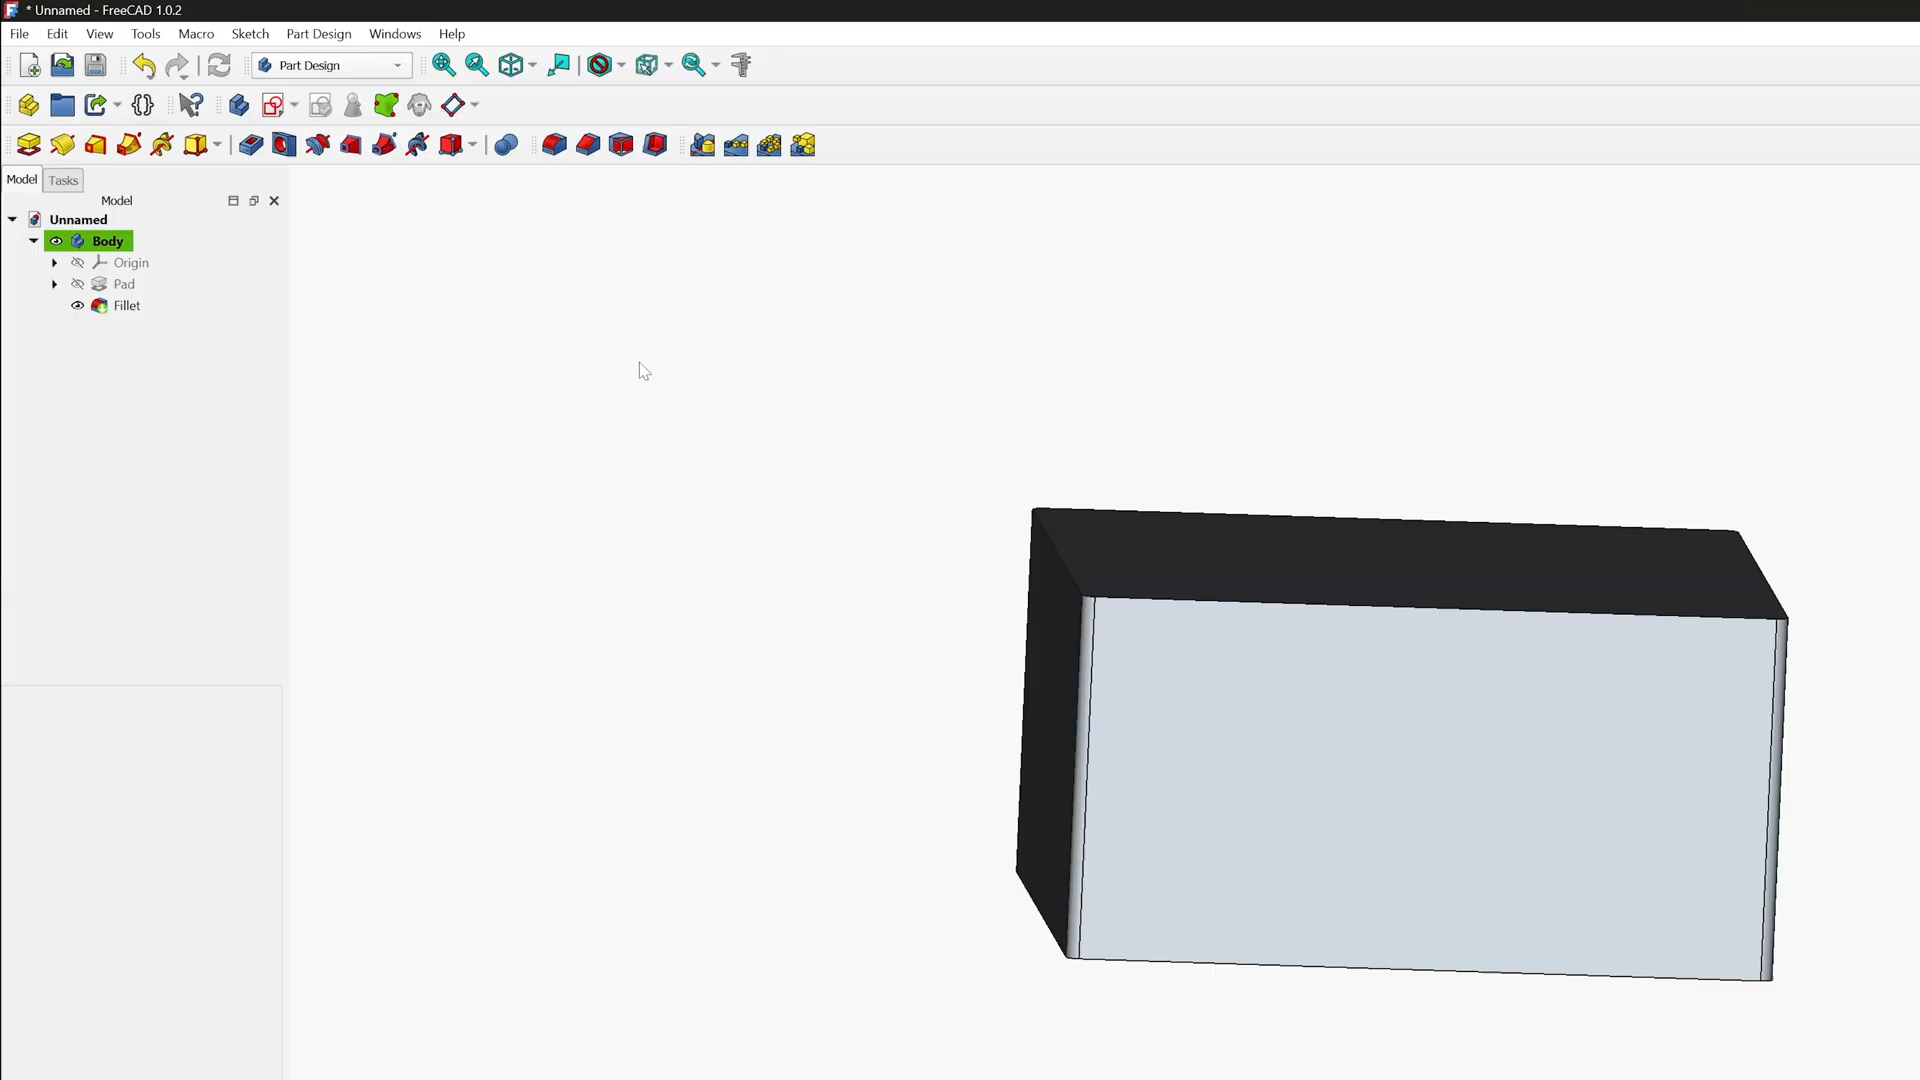 * Unnamed - FreeCAD 1.0.2
File Edit View Tools Macro Sketch Part Design Windows Help
Part Design
Model Tasks
Model
Unnamed
Body
Origin
Pad
Fillet